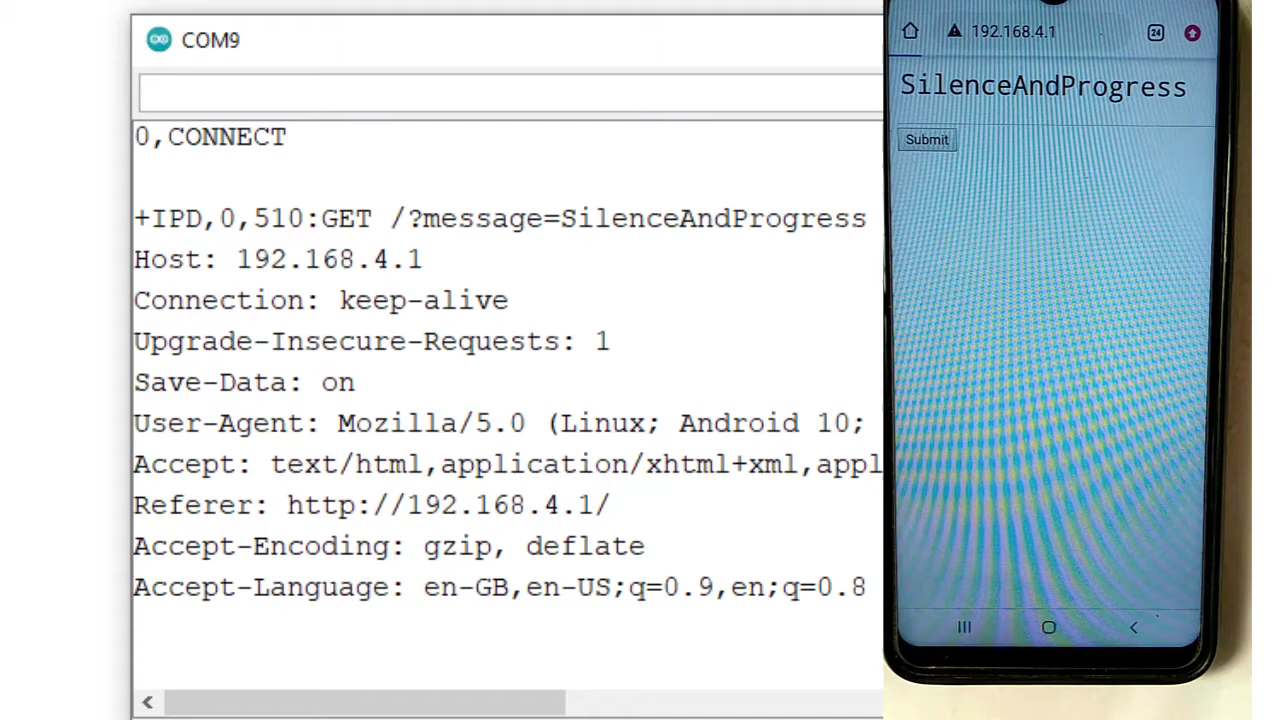 COM9
0,CONNECT
+IPD,0,510:GET /?message=SilenceAndProgress
Host: 192.168.4.1
Connection: keep-alive
Upgrade-Insecure-Requests: 1
Save-Data: on
User-Agent: Mozilla/5.0 (Linux; Android 10;
Accept: text/html,application/xhtml+xml,appl
Referer: http://192.168.4.1/
Accept-Encoding: gzip, deflate
Accept-Language: en-GB,en-US;q=0.9,en;q=0.8
192.168.4.1
24
SilenceAndProgress
Submit